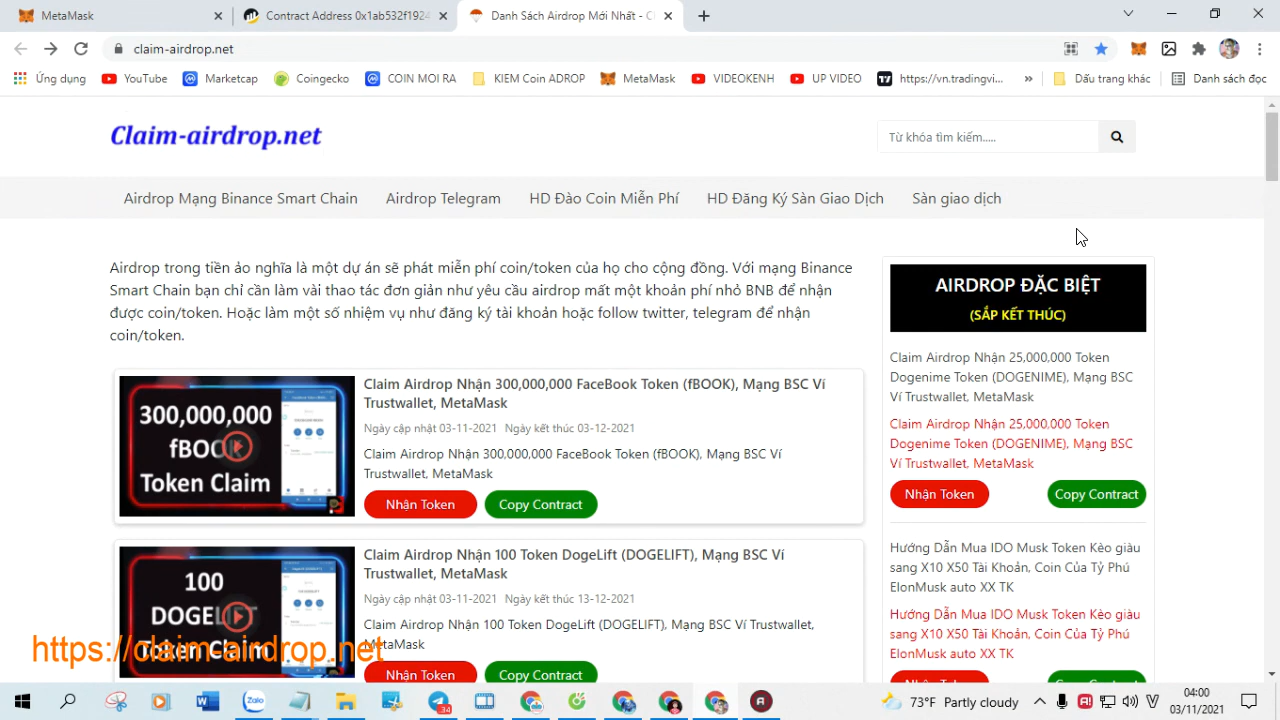 MetaMask
Contract Address 0x1ab532f1924
Danh Sách Airdrop Mới Nhất - C
claim-airdrop.net
Ứng dụng
YouTube
Marketcap
Coingecko
COIN MOI RA
KIEM Coin ADROP
MetaMask
VIDEOKENH
UP VIDEO
https://vn.tradingvi...
»
Dấu trang khác
Danh sách đọc
Claim-airdrop.net
Từ khóa tìm kiếm.....
Airdrop Mạng Binance Smart Chain
Airdrop Telegram
HD Đào Coin Miễn Phí
HD Đăng Ký Sàn Giao Dịch
Sàn giao dịch
Airdrop trong tiền ảo nghĩa là một dự án sẽ phát miễn phí coin/token của họ cho cộng đồng. Với mạng Binance
Smart Chain bạn chỉ cần làm vài thao tác đơn giản như yêu cầu airdrop mất một khoản phí nhỏ BNB để nhận
được coin/token. Hoặc làm một số nhiệm vụ như đăng ký tài khoản hoặc follow twitter, telegram để nhận
coin/token.
300,000,000
fBOOK
Token Claim
Claim Airdrop Nhận 300,000,000 FaceBook Token (fBOOK), Mạng BSC Ví
Trustwallet, MetaMask
Ngày cập nhật 03-11-2021 Ngày kết thúc 03-12-2021
Claim Airdrop Nhận 300,000,000 FaceBook Token (fBOOK), Mạng BSC Ví
Trustwallet, MetaMask
Nhận Token
Copy Contract
100
DOGELIFT
Token Claim
Claim Airdrop Nhận 100 Token DogeLift (DOGELIFT), Mạng BSC Ví
Trustwallet, MetaMask
Ngày cập nhật 03-11-2021 Ngày kết thúc 13-12-2021
Claim Airdrop Nhận 100 Token DogeLift (DOGELIFT), Mạng BSC Ví Trustwallet,
MetaMask
Nhận Token
Copy Contract
AIRDROP ĐẶC BIỆT
(SẮP KẾT THÚC)
Claim Airdrop Nhận 25,000,000 Token
Dogenime Token (DOGENIME), Mạng BSC
Ví Trustwallet, MetaMask
Claim Airdrop Nhận 25,000,000 Token
Dogenime Token (DOGENIME), Mạng BSC
Ví Trustwallet, MetaMask
Nhận Token
Copy Contract
Hướng Dẫn Mua IDO Musk Token Kèo giàu
sang X10 X50 Tài Khoản, Coin Của Tỷ Phú
ElonMusk auto XX TK
Hướng Dẫn Mua IDO Musk Token Kèo giàu
sang X10 X50 Tài Khoản, Coin Của Tỷ Phú
ElonMusk auto XX TK
https://claim-airdrop.net
Zalo
34
73°F Partly cloudy
04:00
03/11/2021